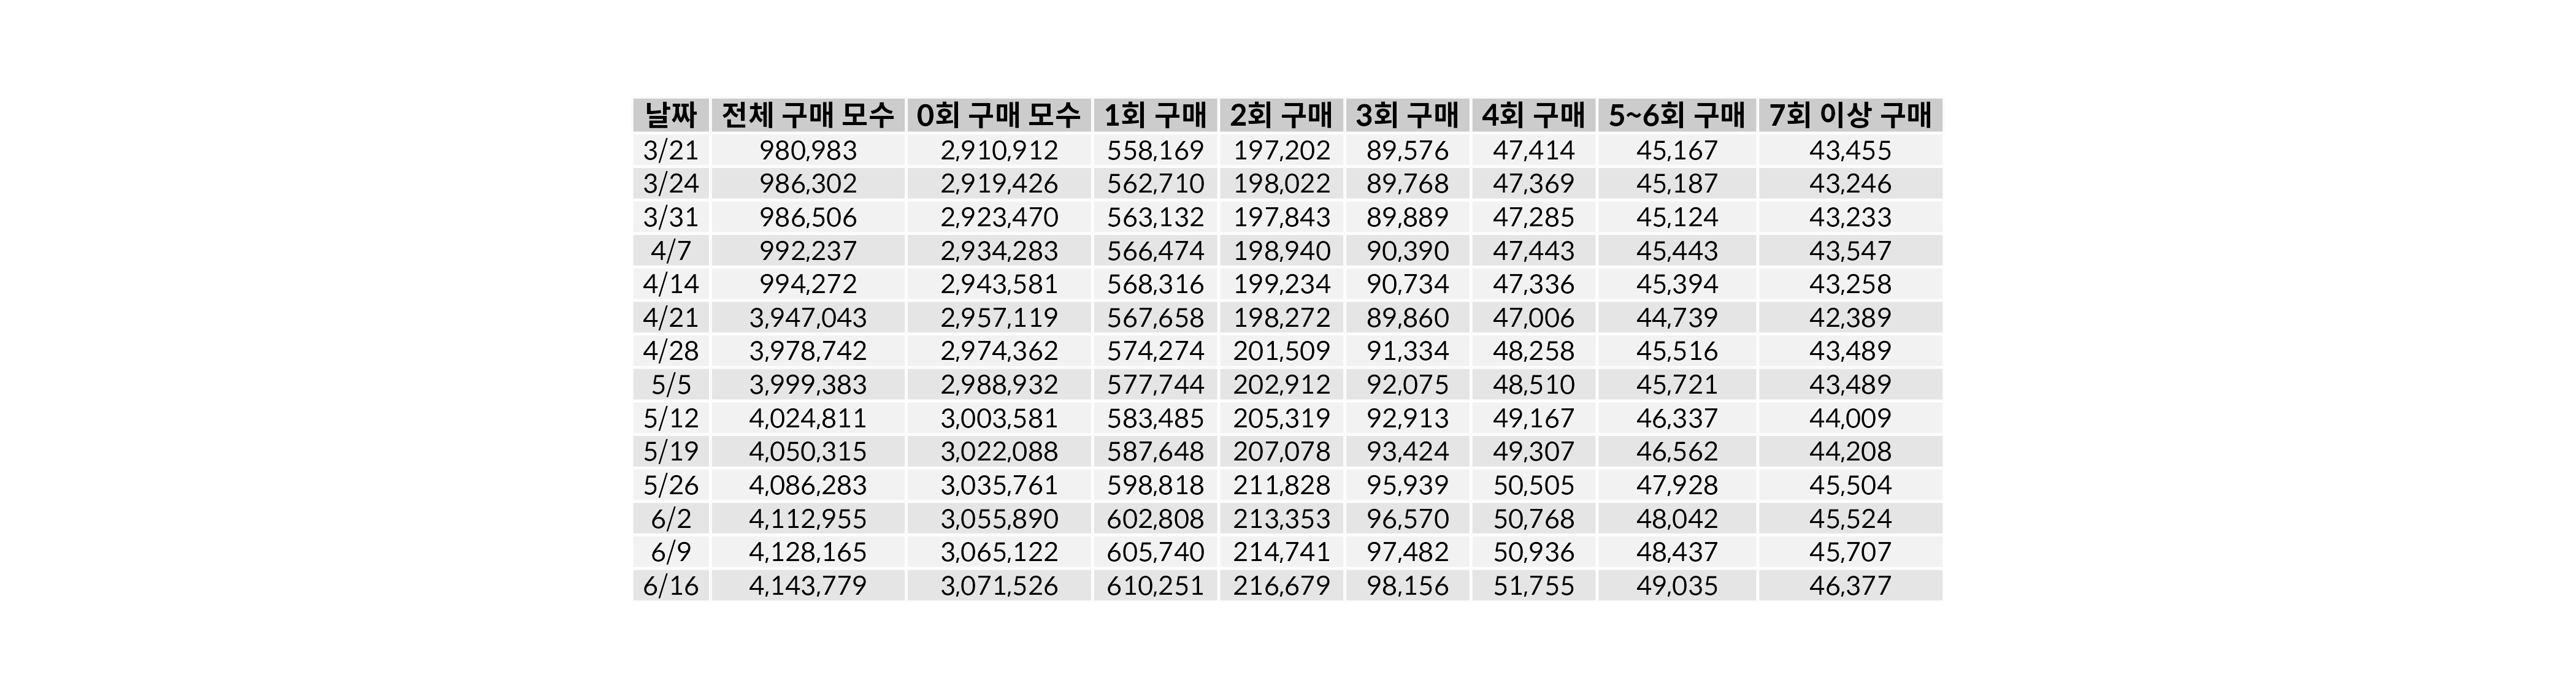 날짜 전체 구매 모수 0회 구매 모수 1회 구매 2회 구매 3회 구매 4회 구매 5~6회 구매 7회 이상 구매
3/21 980,983 2,910,912 558,169 197,202 89,576 47,414 45,167 43,455
3/24 986,302 2,919,426 562,710 198,022 89,768 47,369 45,187 43,246
3/31 986,506 2,923,470 563,132 197,843 89,889 47,285 45,124 43,233
4/7 992,237 2,934,283 566,474 198,940 90,390 47,443 45,443 43,547
4/14 994,272 2,943,581 568,316 199,234 90,734 47,336 45,394 43,258
4/21 3,947,043 2,957,119 567,658 198,272 89,860 47,006 44,739 42,389
4/28 3,978,742 2,974,362 574,274 201,509 91,334 48,258 45,516 43,489
5/5 3,999,383 2,988,932 577,744 202,912 92,075 48,510 45,721 43,489
5/12 4,024,811 3,003,581 583,485 205,319 92,913 49,167 46,337 44,009
5/19 4,050,315 3,022,088 587,648 207,078 93,424 49,307 46,562 44,208
5/26 4,086,283 3,035,761 598,818 211,828 95,939 50,505 47,928 45,504
6/2 4,112,955 3,055,890 602,808 213,353 96,570 50,768 48,042 45,524
6/9 4,128,165 3,065,122 605,740 214,741 97,482 50,936 48,437 45,707
6/16 4,143,779 3,071,526 610,251 216,679 98,156 51,755 49,035 46,377